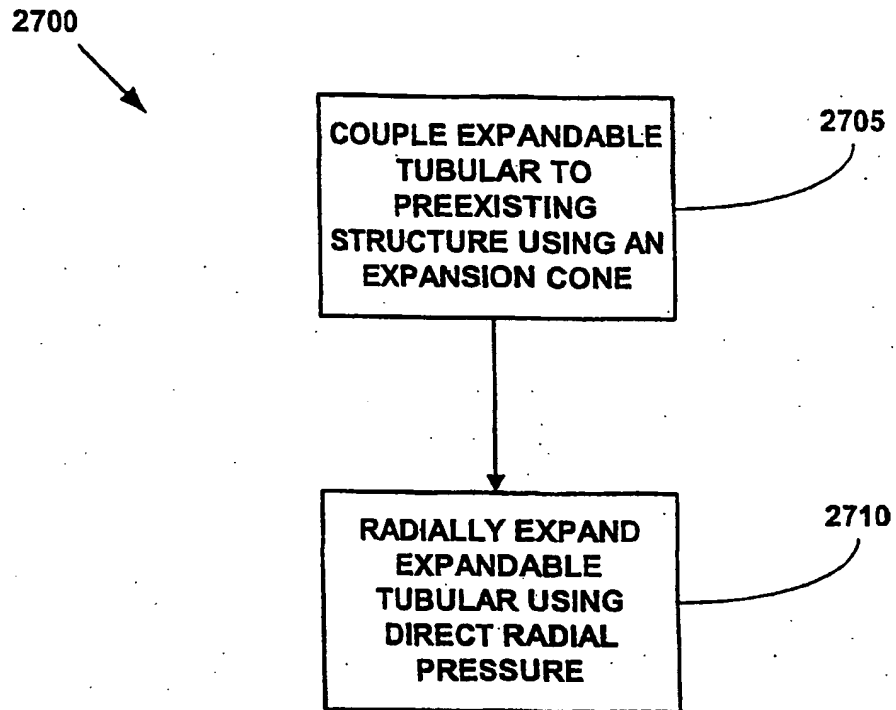 2700
COUPLE EXPANDABLE
TUBULAR TO
PREEXISTING
STRUCTURE USING AN
EXPANSION CONE
2705
RADIALLY EXPAND
EXPANDABLE
TUBULAR USING
DIRECT RADIAL
PRESSURE
2710